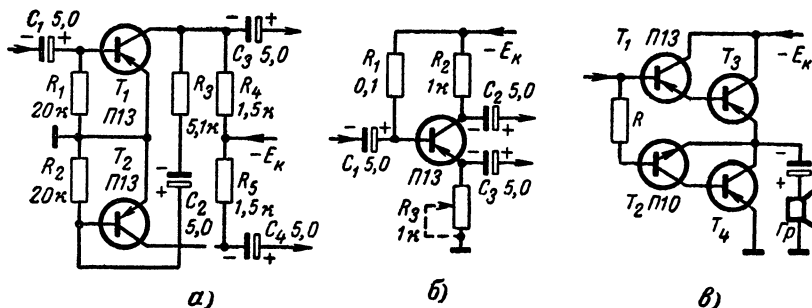 C₁ 5,0
R₁
20к
T₁
П13
R₂
20к
T₂
П13
R₃
5,1к
C₂
5,0
C₃
5,0
R₄
1,5к
−Eк
R₅
1,5к
C₄ 5,0
а)
R₁
0,1
R₂
1к
−Eк
C₂ 5,0
C₁ 5,0
П13
C₃ 5,0
R₃
1к
б)
T₁ П13
T₃
−Eк
R
T₂ П10
T₄
Гр
в)